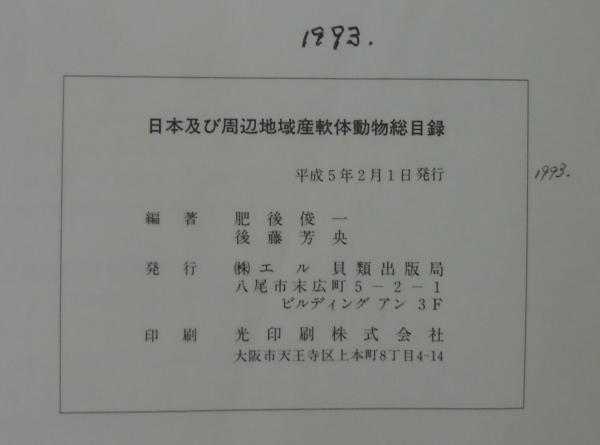 1993.
日本及び周辺地域産軟体動物総目録
平成5年2月1日発行
1993.
編著 肥後俊一
後藤芳央
発行 ㈱エル貝類出版局
八尾市末広町5-2-1
ビルディング アン 3F
印刷 光印刷株式会社
大阪市天王寺区上本町8丁目4-14